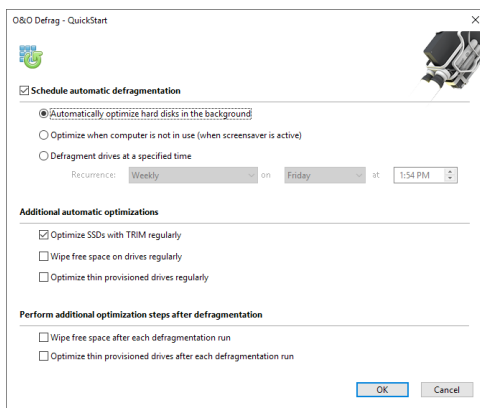 O&O Defrag - QuickStart
Schedule automatic defragmentation
Automatically optimize hard disks in the background
Optimize when computer is not in use (when screensaver is active)
Defragment drives at a specified time
Recurrence: Weekly on Friday at 1:54 PM
Additional automatic optimizations
Optimize SSDs with TRIM regularly
Wipe free space on drives regularly
Optimize thin provisioned drives regularly
Perform additional optimization steps after defragmentation
Wipe free space after each defragmentation run
Optimize thin provisioned drives after each defragmentation run
OK Cancel